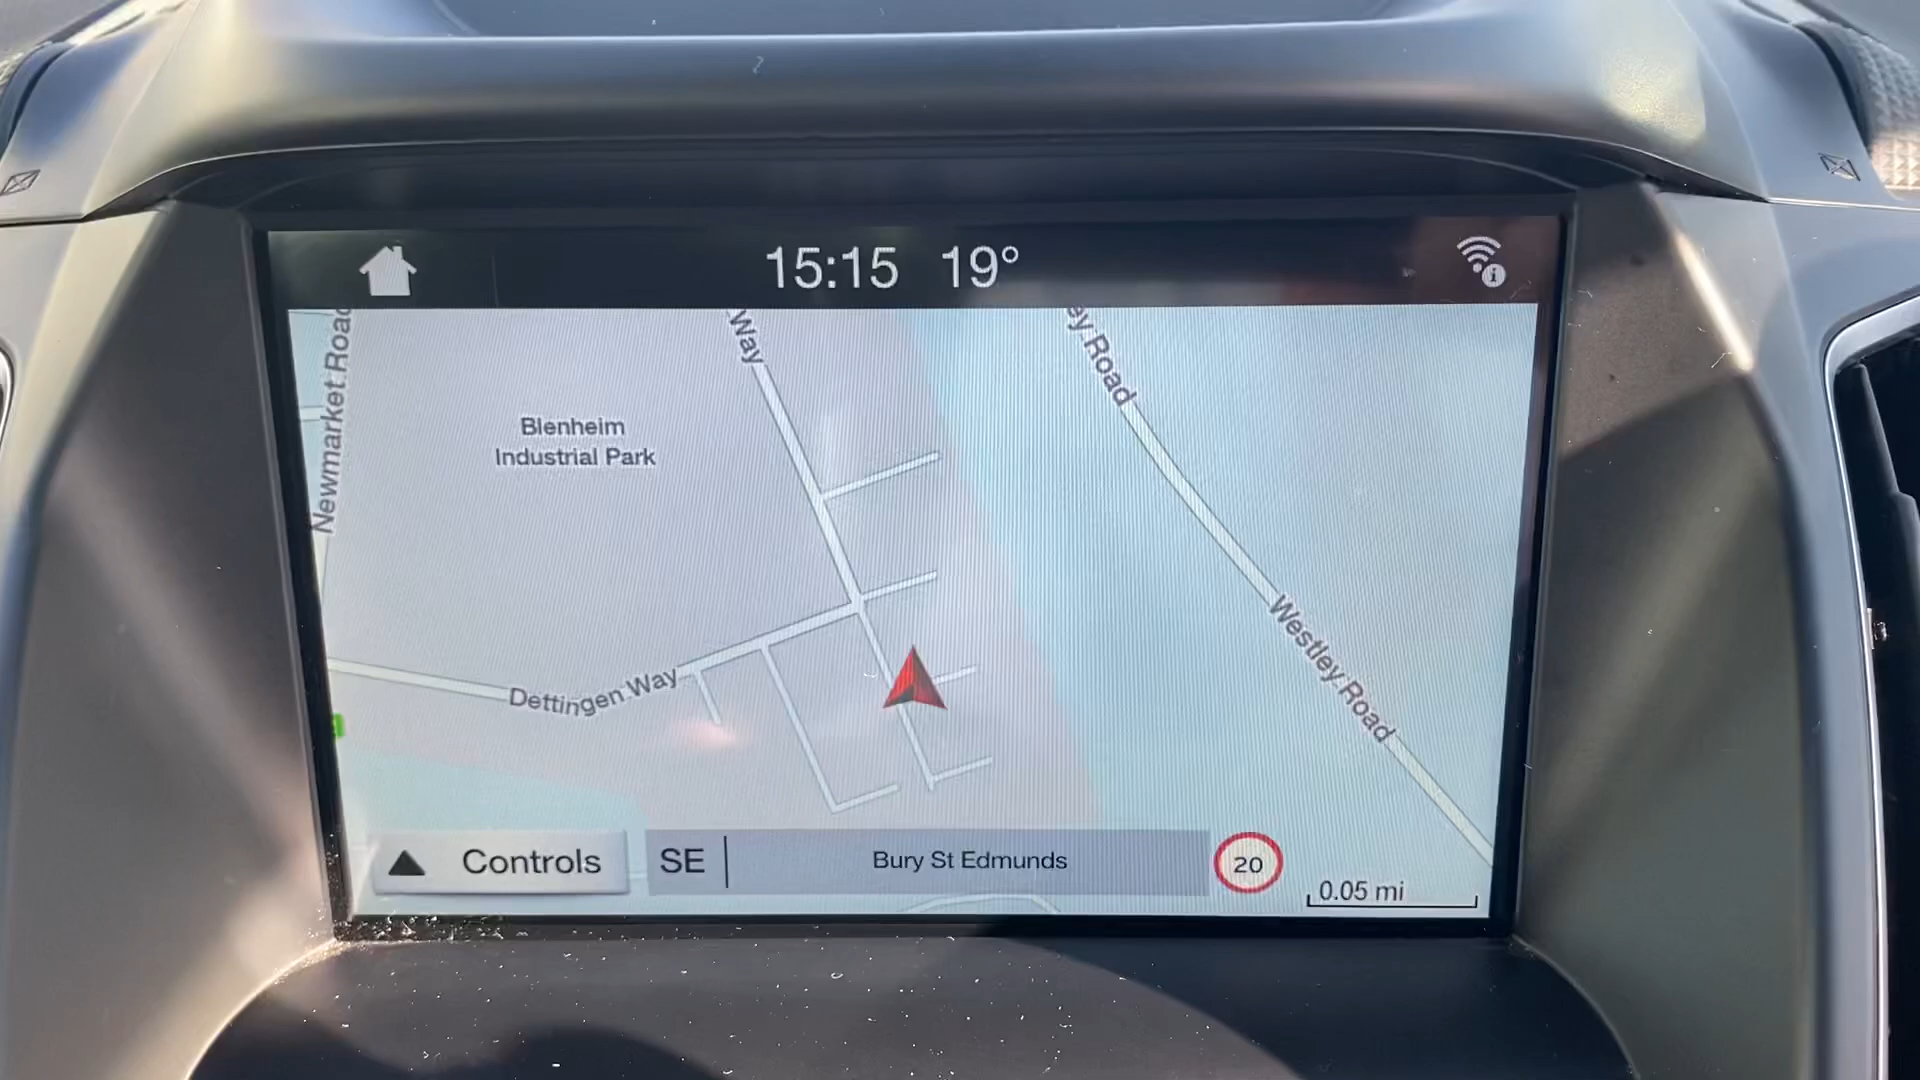 15:15 19°
Way
ey Road
Newmarket Road
Blenheim
Industrial Park
Dettingen Way
Westley Road
Controls
SE
Bury St Edmunds
20
0.05 mi